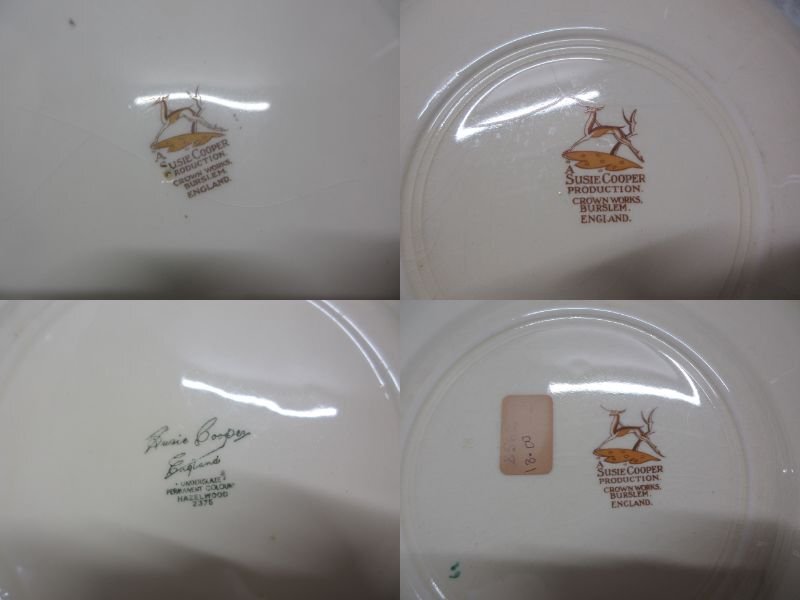 A
SUSIE COOPER
PRODUCTION.
CROWN WORKS,
BURSLEM.
ENGLAND.
A
SUSIE COOPER
PRODUCTION.
CROWN WORKS,
BURSLEM.
ENGLAND.
Susie Cooper
England
"UNDERGLAZE"
PERMANENT COLOUR
HAZELWOOD
2375
18.00
A
SUSIE COOPER
PRODUCTION.
CROWN WORKS,
BURSLEM.
ENGLAND.